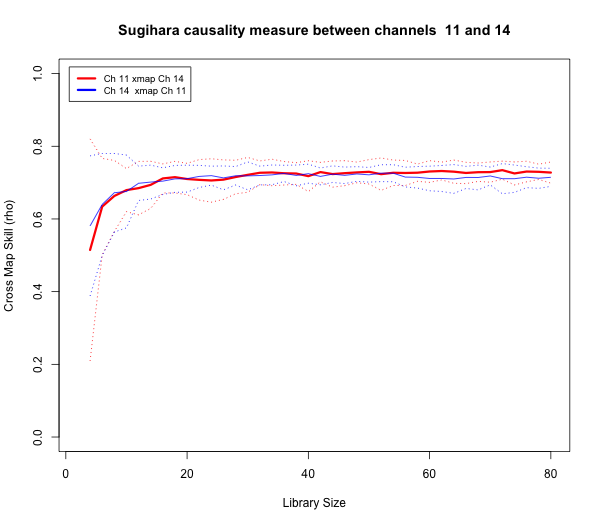 Sugihara causality measure between channels  11 and 14
Ch 11 xmap Ch 14
Ch 14  xmap Ch 11
1.0
0.8
0.6
0.4
0.2
0.0
Cross Map Skill (rho)
0 20 40 60 80
Library Size